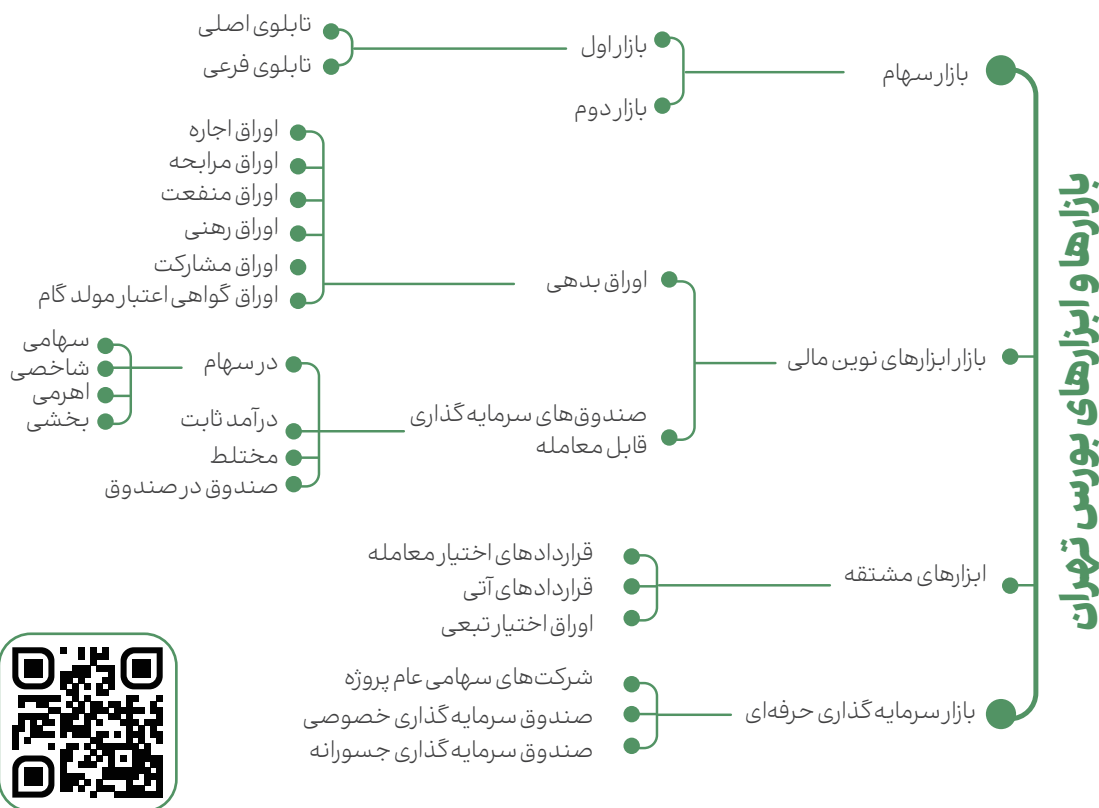 بازارها و ابزارهای بورس تهران
بازار سهام
بازار اول
تابلوی اصلی
تابلوی فرعی
بازار دوم
بازار ابزارهای نوین مالی
اوراق بدهی
اوراق اجاره
اوراق مرابحه
اوراق منفعت
اوراق رهنی
اوراق مشارکت
اوراق گواهی اعتبار مولد گام
صندوق‌های سرمایه گذاری
قابل معامله
در سهام
سهامی
شاخصی
اهرمی
بخشی
درآمد ثابت
مختلط
صندوق در صندوق
ابزارهای مشتقه
قراردادهای اختیار معامله
قراردادهای آتی
اوراق اختیار تبعی
بازار سرمایه گذاری حرفه‌ای
شرکت‌های سهامی عام پروژه
صندوق سرمایه گذاری خصوصی
صندوق سرمایه گذاری جسورانه